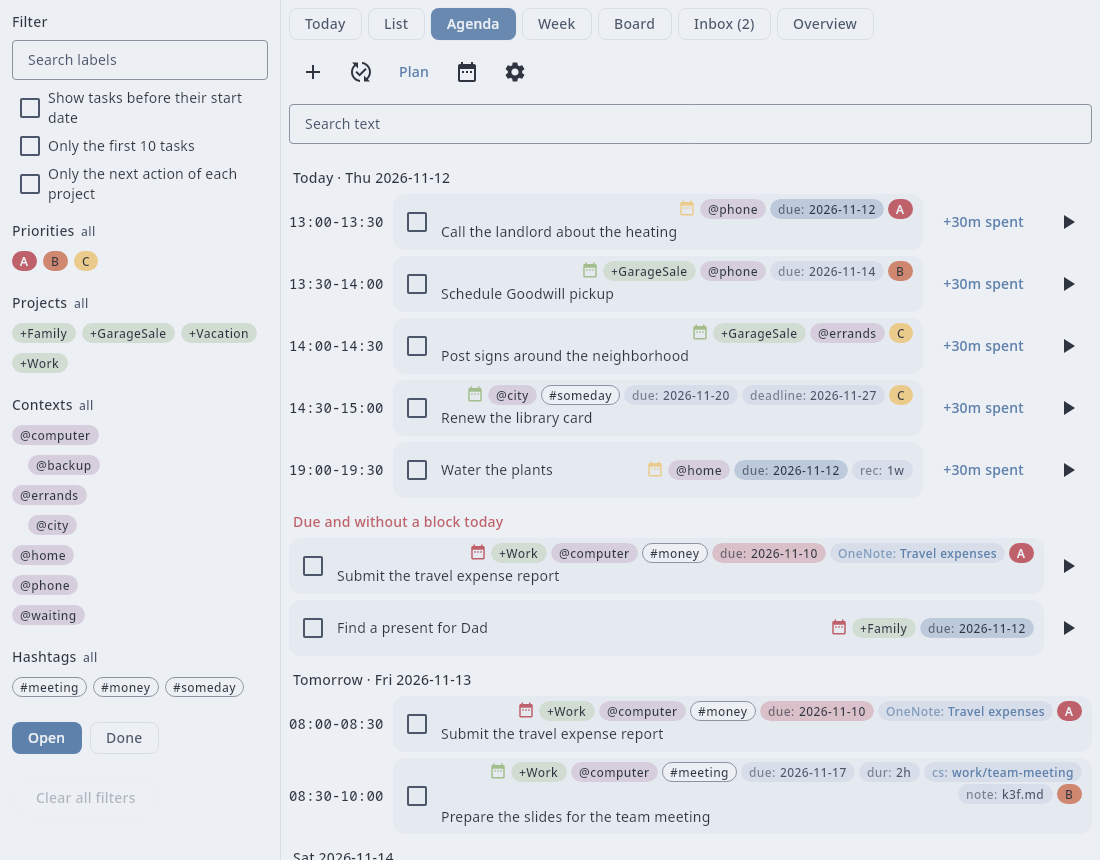 Filter
Search labels
Show tasks before their start
date
Only the first 10 tasks
Only the next action of each
project
Priorities all
A B C
Projects all
+Family +GarageSale +Vacation
+Work
Contexts all
@computer
@backup
@errands
@city
@home
@phone
@waiting
Hashtags all
#meeting #money #someday
Open Done
Clear all filters
Today List Agenda Week Board Inbox (2) Overview
Plan
Search text
Today · Thu 2026-11-12
@phone due: 2026-11-12 A
13:00-13:30 Call the landlord about the heating +30m spent
+GarageSale @phone due: 2026-11-14 B
13:30-14:00 Schedule Goodwill pickup +30m spent
+GarageSale @errands C
14:00-14:30 Post signs around the neighborhood +30m spent
@city #someday due: 2026-11-20 deadline: 2026-11-27 C
14:30-15:00 Renew the library card +30m spent
19:00-19:30 Water the plants @home due: 2026-11-12 rec: 1w +30m spent
Due and without a block today
+Work @computer #money due: 2026-11-10 OneNote: Travel expenses A
Submit the travel expense report
Find a present for Dad +Family due: 2026-11-12
Tomorrow · Fri 2026-11-13
+Work @computer #money due: 2026-11-10 OneNote: Travel expenses A
08:00-08:30 Submit the travel expense report
+Work @computer #meeting due: 2026-11-17 dur: 2h cs: work/team-meeting
08:30-10:00 note: k3f.md B
Prepare the slides for the team meeting
Sat 2026-11-14